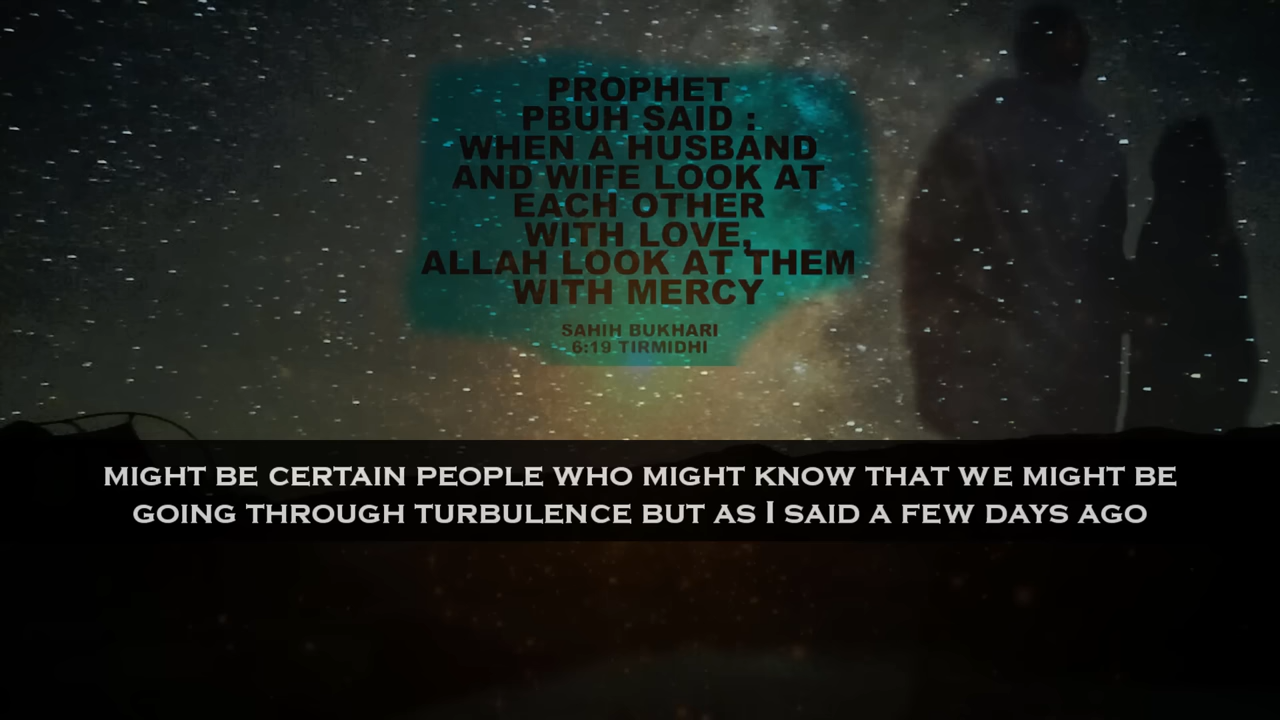 PROPHET
PBUH SAID :
WHEN A HUSBAND
AND WIFE LOOK AT
EACH OTHER
WITH LOVE,
ALLAH LOOK AT THEM
WITH MERCY
SAHIH BUKHARI
6:19 TIRMIDHI
MIGHT BE CERTAIN PEOPLE WHO MIGHT KNOW THAT WE MIGHT BE
GOING THROUGH TURBULENCE BUT AS I SAID A FEW DAYS AGO